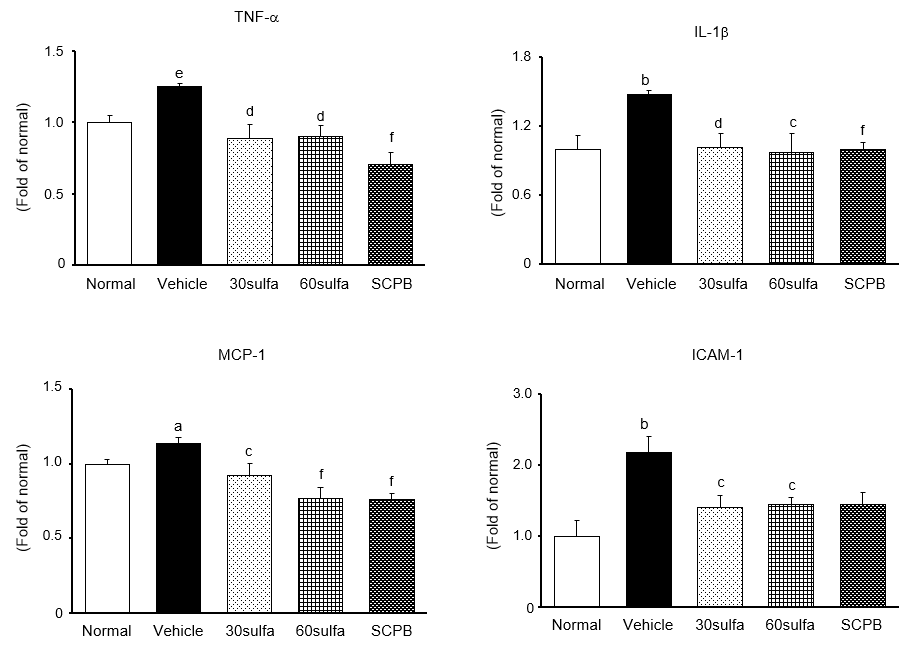 TNF-α
(Fold of normal)
1.5
1.0
0.5
0
e
d
d
f
Normal Vehicle 30sulfa 60sulfa SCPB
IL-1β
(Fold of normal)
1.8
1.2
0.6
0
b
d
c
f
Normal Vehicle 30sulfa 60sulfa SCPB
MCP-1
(Fold of normal)
1.5
1.0
0.5
0
a
c
f
f
Normal Vehicle 30sulfa 60sulfa SCPB
ICAM-1
(Fold of normal)
3.0
2.0
1.0
0
b
c
c
Normal Vehicle 30sulfa 60sulfa SCPB